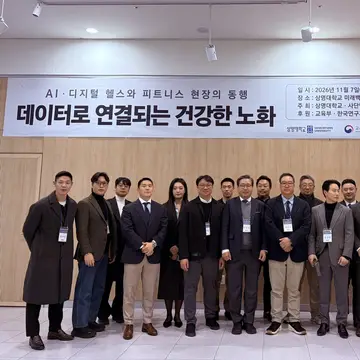 AI · 디지털 헬스와 피트니스 현장의 동행
데이터로 연결되는 건강한 노화
일시 : 2026년 11월 7일
장소 : 상명대학교 미래백
주최 : 상명대학교 · 사단
후원 : 교육부 · 한국연구
상명대학교